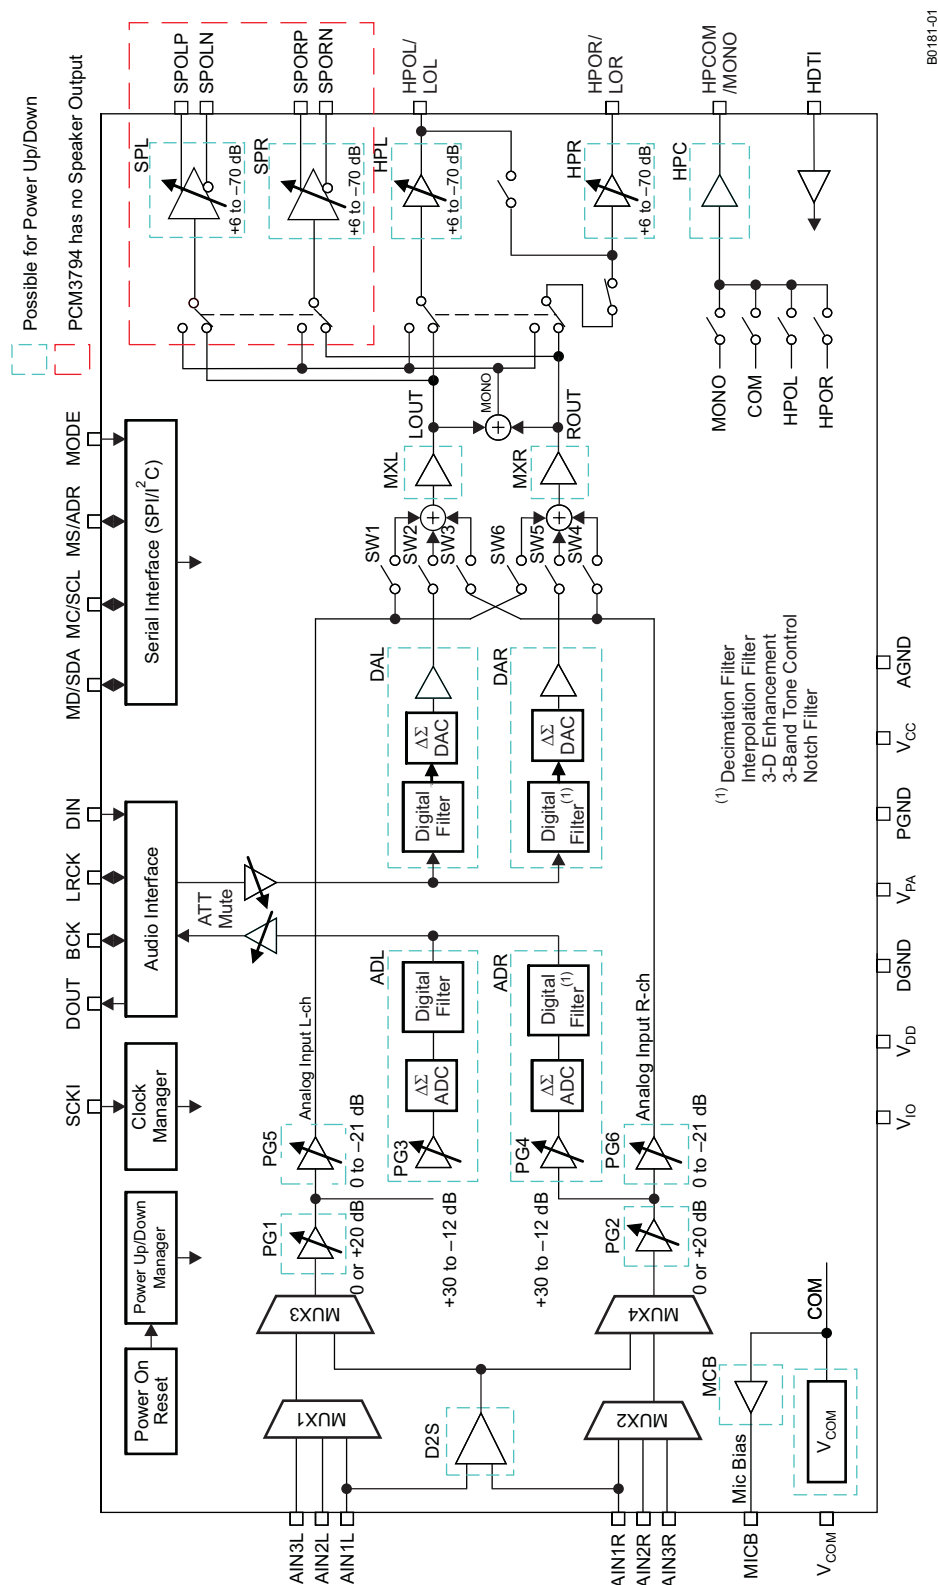 B0181-01
Possible for Power Up/Down
PCM3794 has no Speaker Output
SPOLP
SPOLN
SPORP
SPORN
HPOL/
LOL
HPOR/
LOR
HPCOM
/MONO
HDTI
SPL
+6 to –70 dB
SPR
+6 to –70 dB
HPL
+6 to –70 dB
HPR
+6 to –70 dB
HPC
MONO
COM
HPOL
HPOR
MODE
MS/ADR
MC/SCL
MD/SDA
Serial Interface (SPI/I2C)
LOUT
MONO
ROUT
MXL
MXR
SW1
SW2
SW3
SW6
SW5
SW4
DAL
ΔΣ
DAC
Digital
Filter
DAR
ΔΣ
DAC
Digital
Filter(1)
(1) Decimation Filter
Interpolation Filter
3-D Enhancement
3-Band Tone Control
Notch Filter
AGND
VCC
PGND
VPA
DGND
VDD
VIO
DIN
LRCK
BCK
DOUT
Audio Interface
ATT
Mute
ADL
Digital
Filter
ΔΣ
ADC
PG3
ADR
Digital
Filter(1)
ΔΣ
ADC
PG4
Analog Input L-ch
Analog Input R-ch
SCKI
Clock
Manager
PG5
0 to –21 dB
PG6
0 to –21 dB
Power Up/Down
Manager
PG1
0 or +20 dB
+30 to –12 dB
+30 to –12 dB
PG2
0 or +20 dB
Power On
Reset
MUX3
MUX4
MUX1
MUX2
D2S
COM
MCB
Mic Bias
VCOM
AIN3L
AIN2L
AIN1L
AIN1R
AIN2R
AIN3R
MICB
VCOM